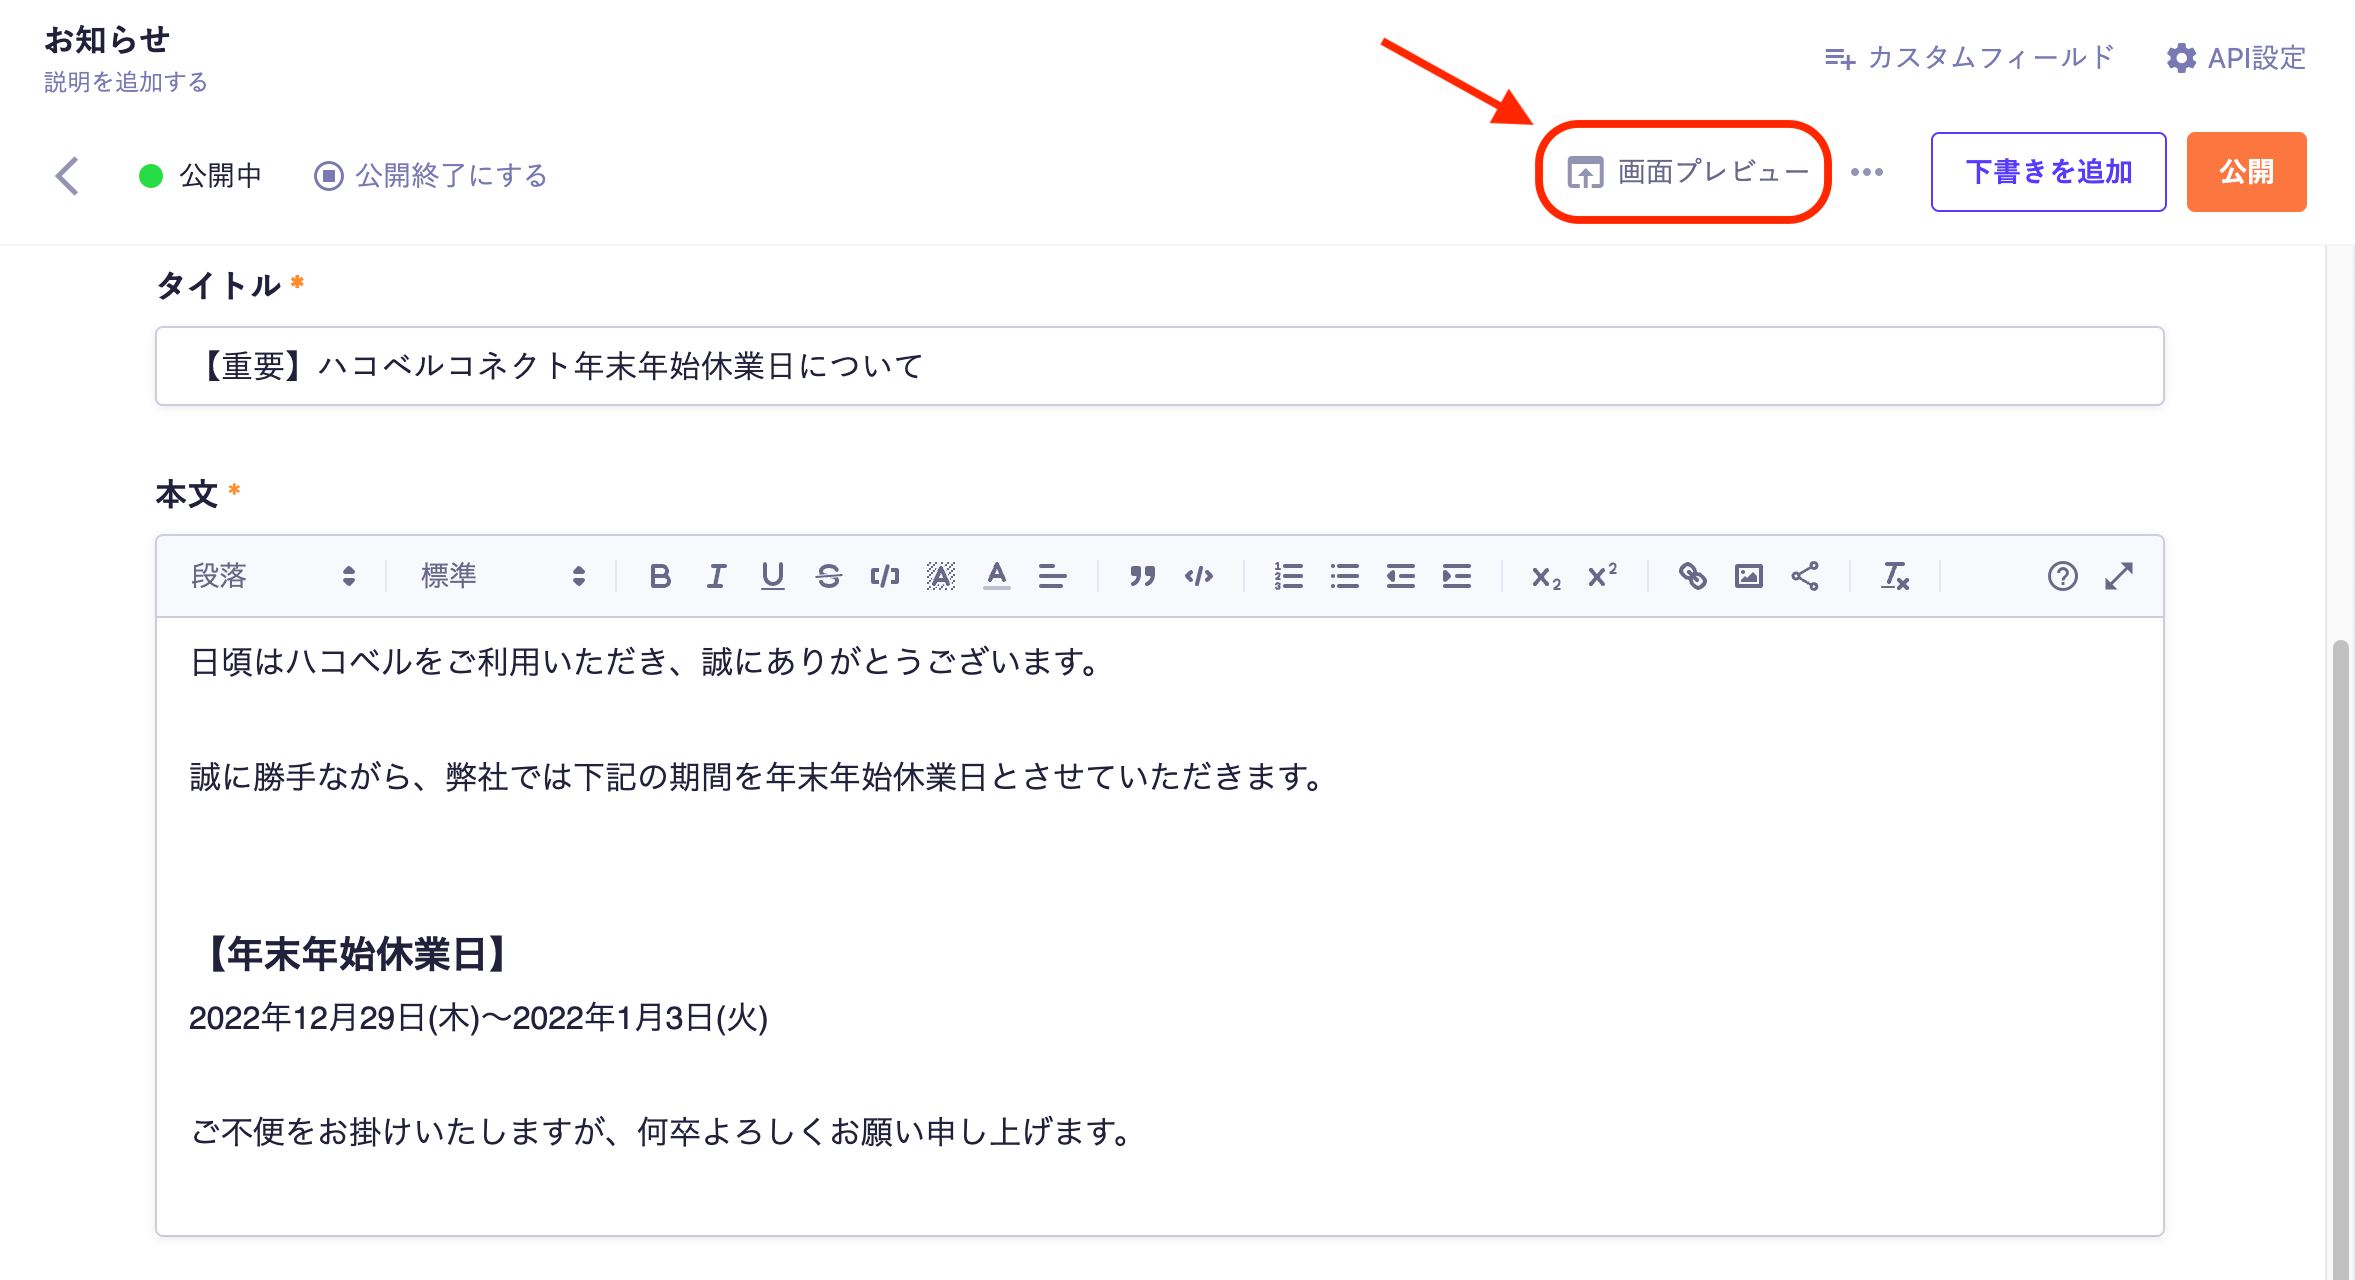 お知らせ
説明を追加する
カスタムフィールド
API設定
公開中
公開終了にする
画面プレビュー
下書きを追加
公開
タイトル *
【重要】ハコベルコネクト年末年始休業日について
本文 *
段落
標準
日頃はハコベルをご利用いただき、誠にありがとうございます。
誠に勝手ながら、弊社では下記の期間を年末年始休業日とさせていただきます。
【年末年始休業日】
2022年12月29日(木)〜2022年1月3日(火)
ご不便をお掛けいたしますが、何卒よろしくお願い申し上げます。